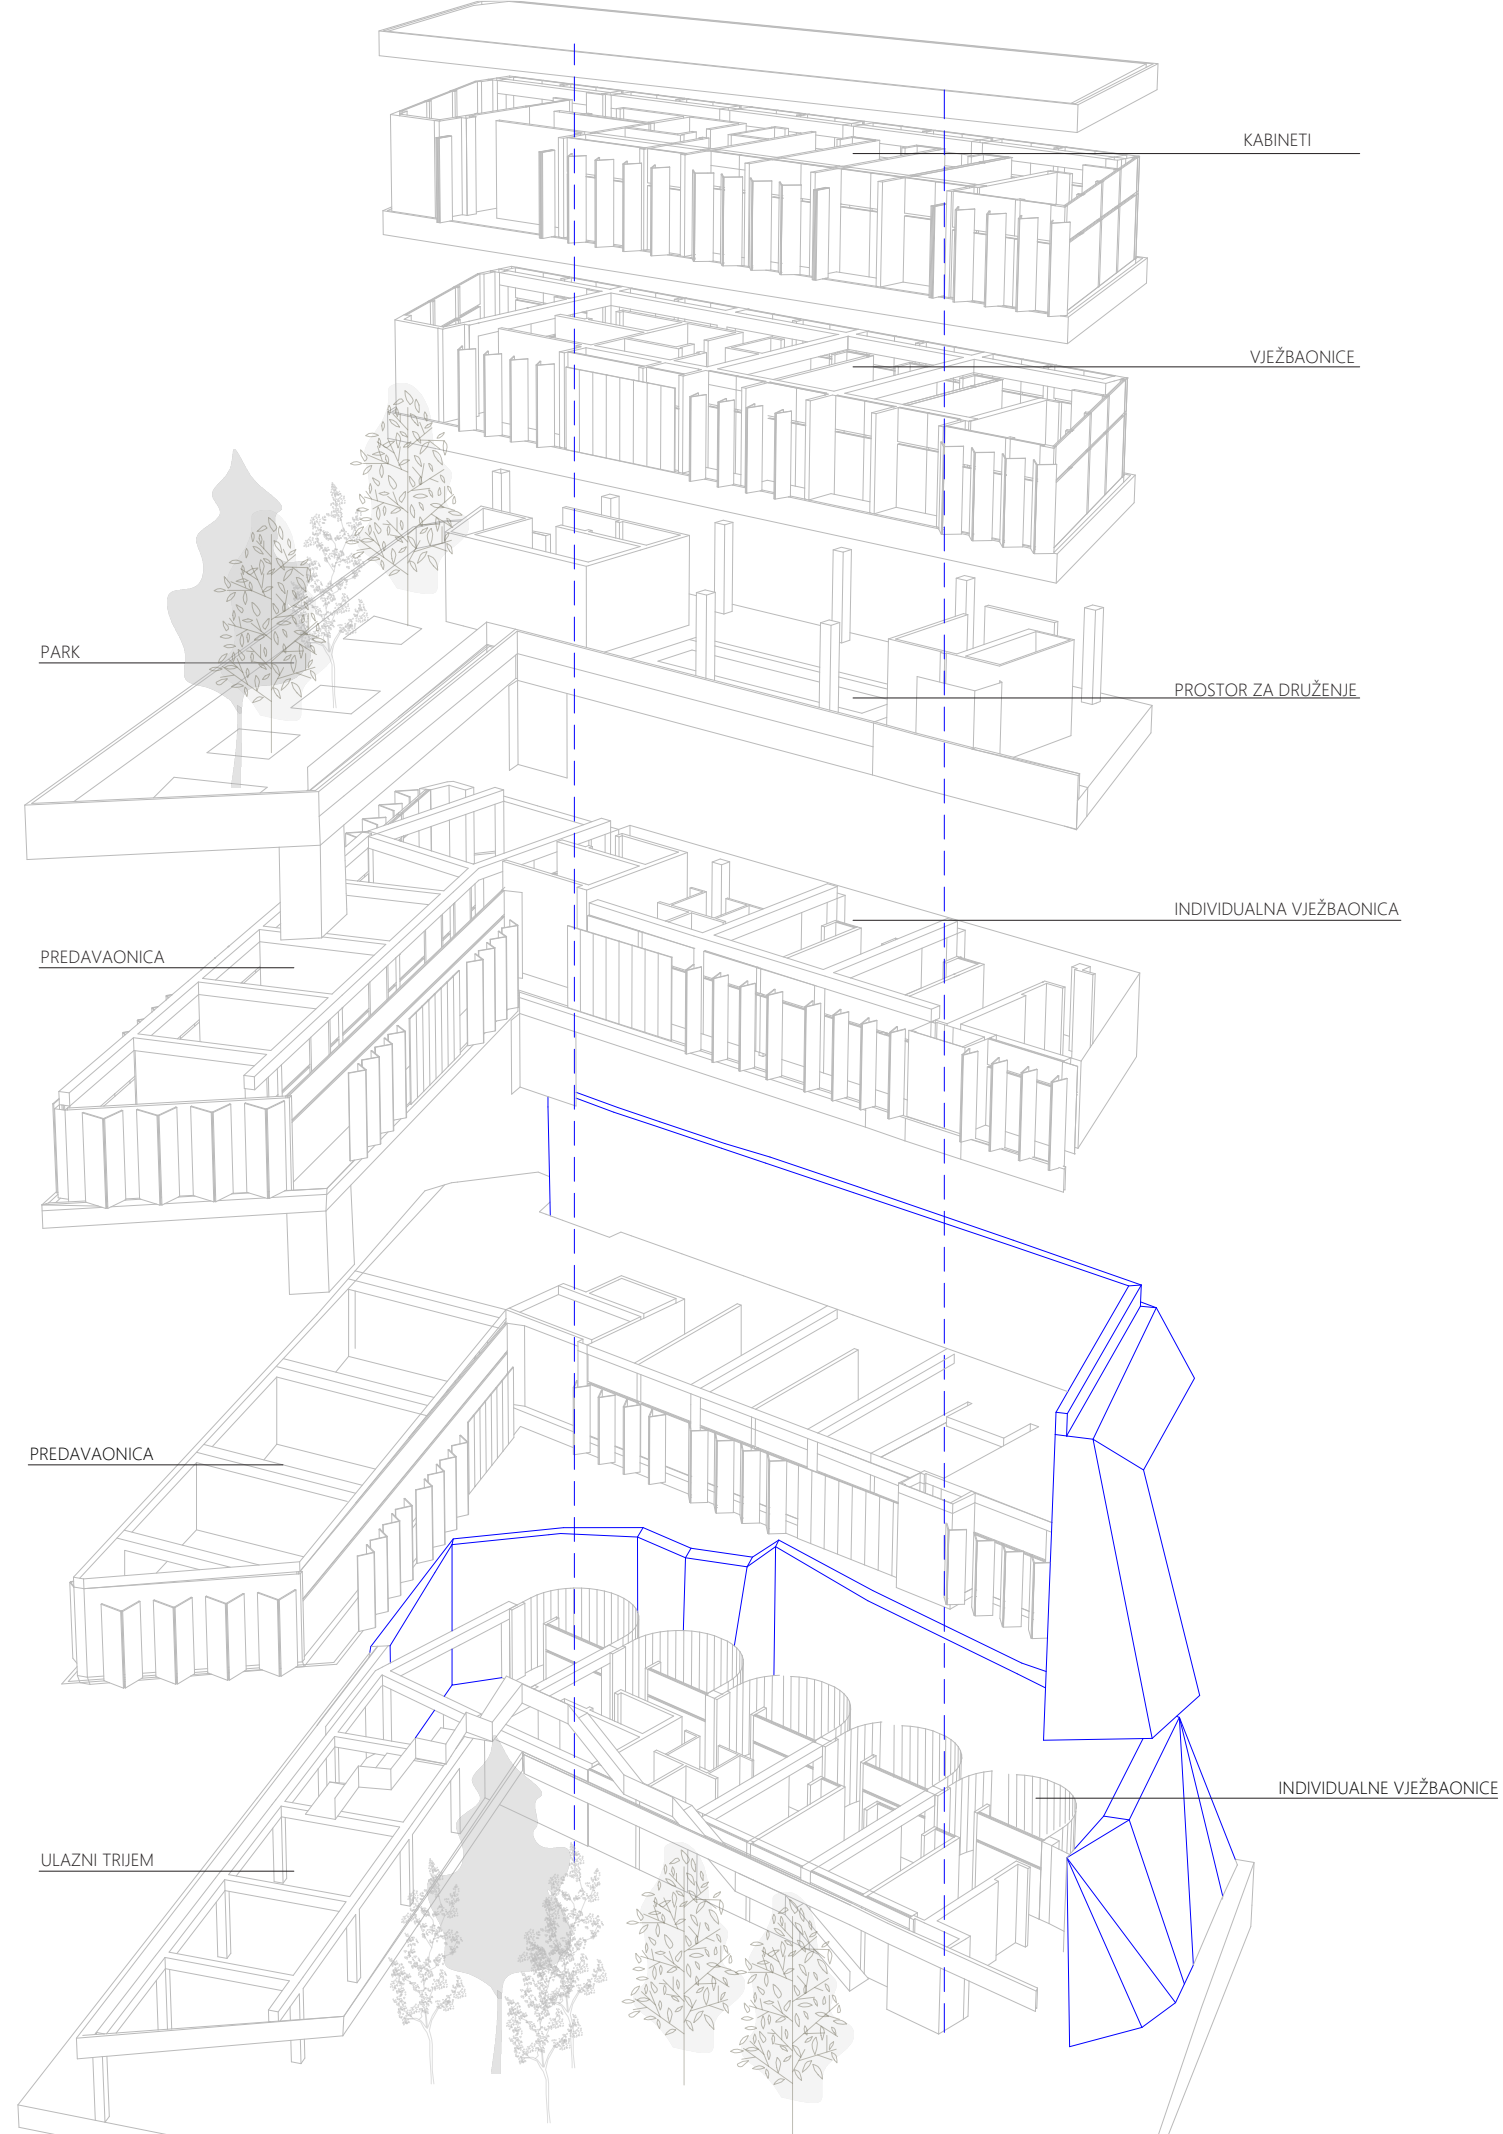 KABINETI
VJEŽBAONICE
PARK
PROSTOR ZA DRUŽENJE
INDIVIDUALNA VJEŽBAONICA
PREDAVAONICA
PREDAVAONICA
INDIVIDUALNE VJEŽBAONICE
ULAZNI TRIJEM